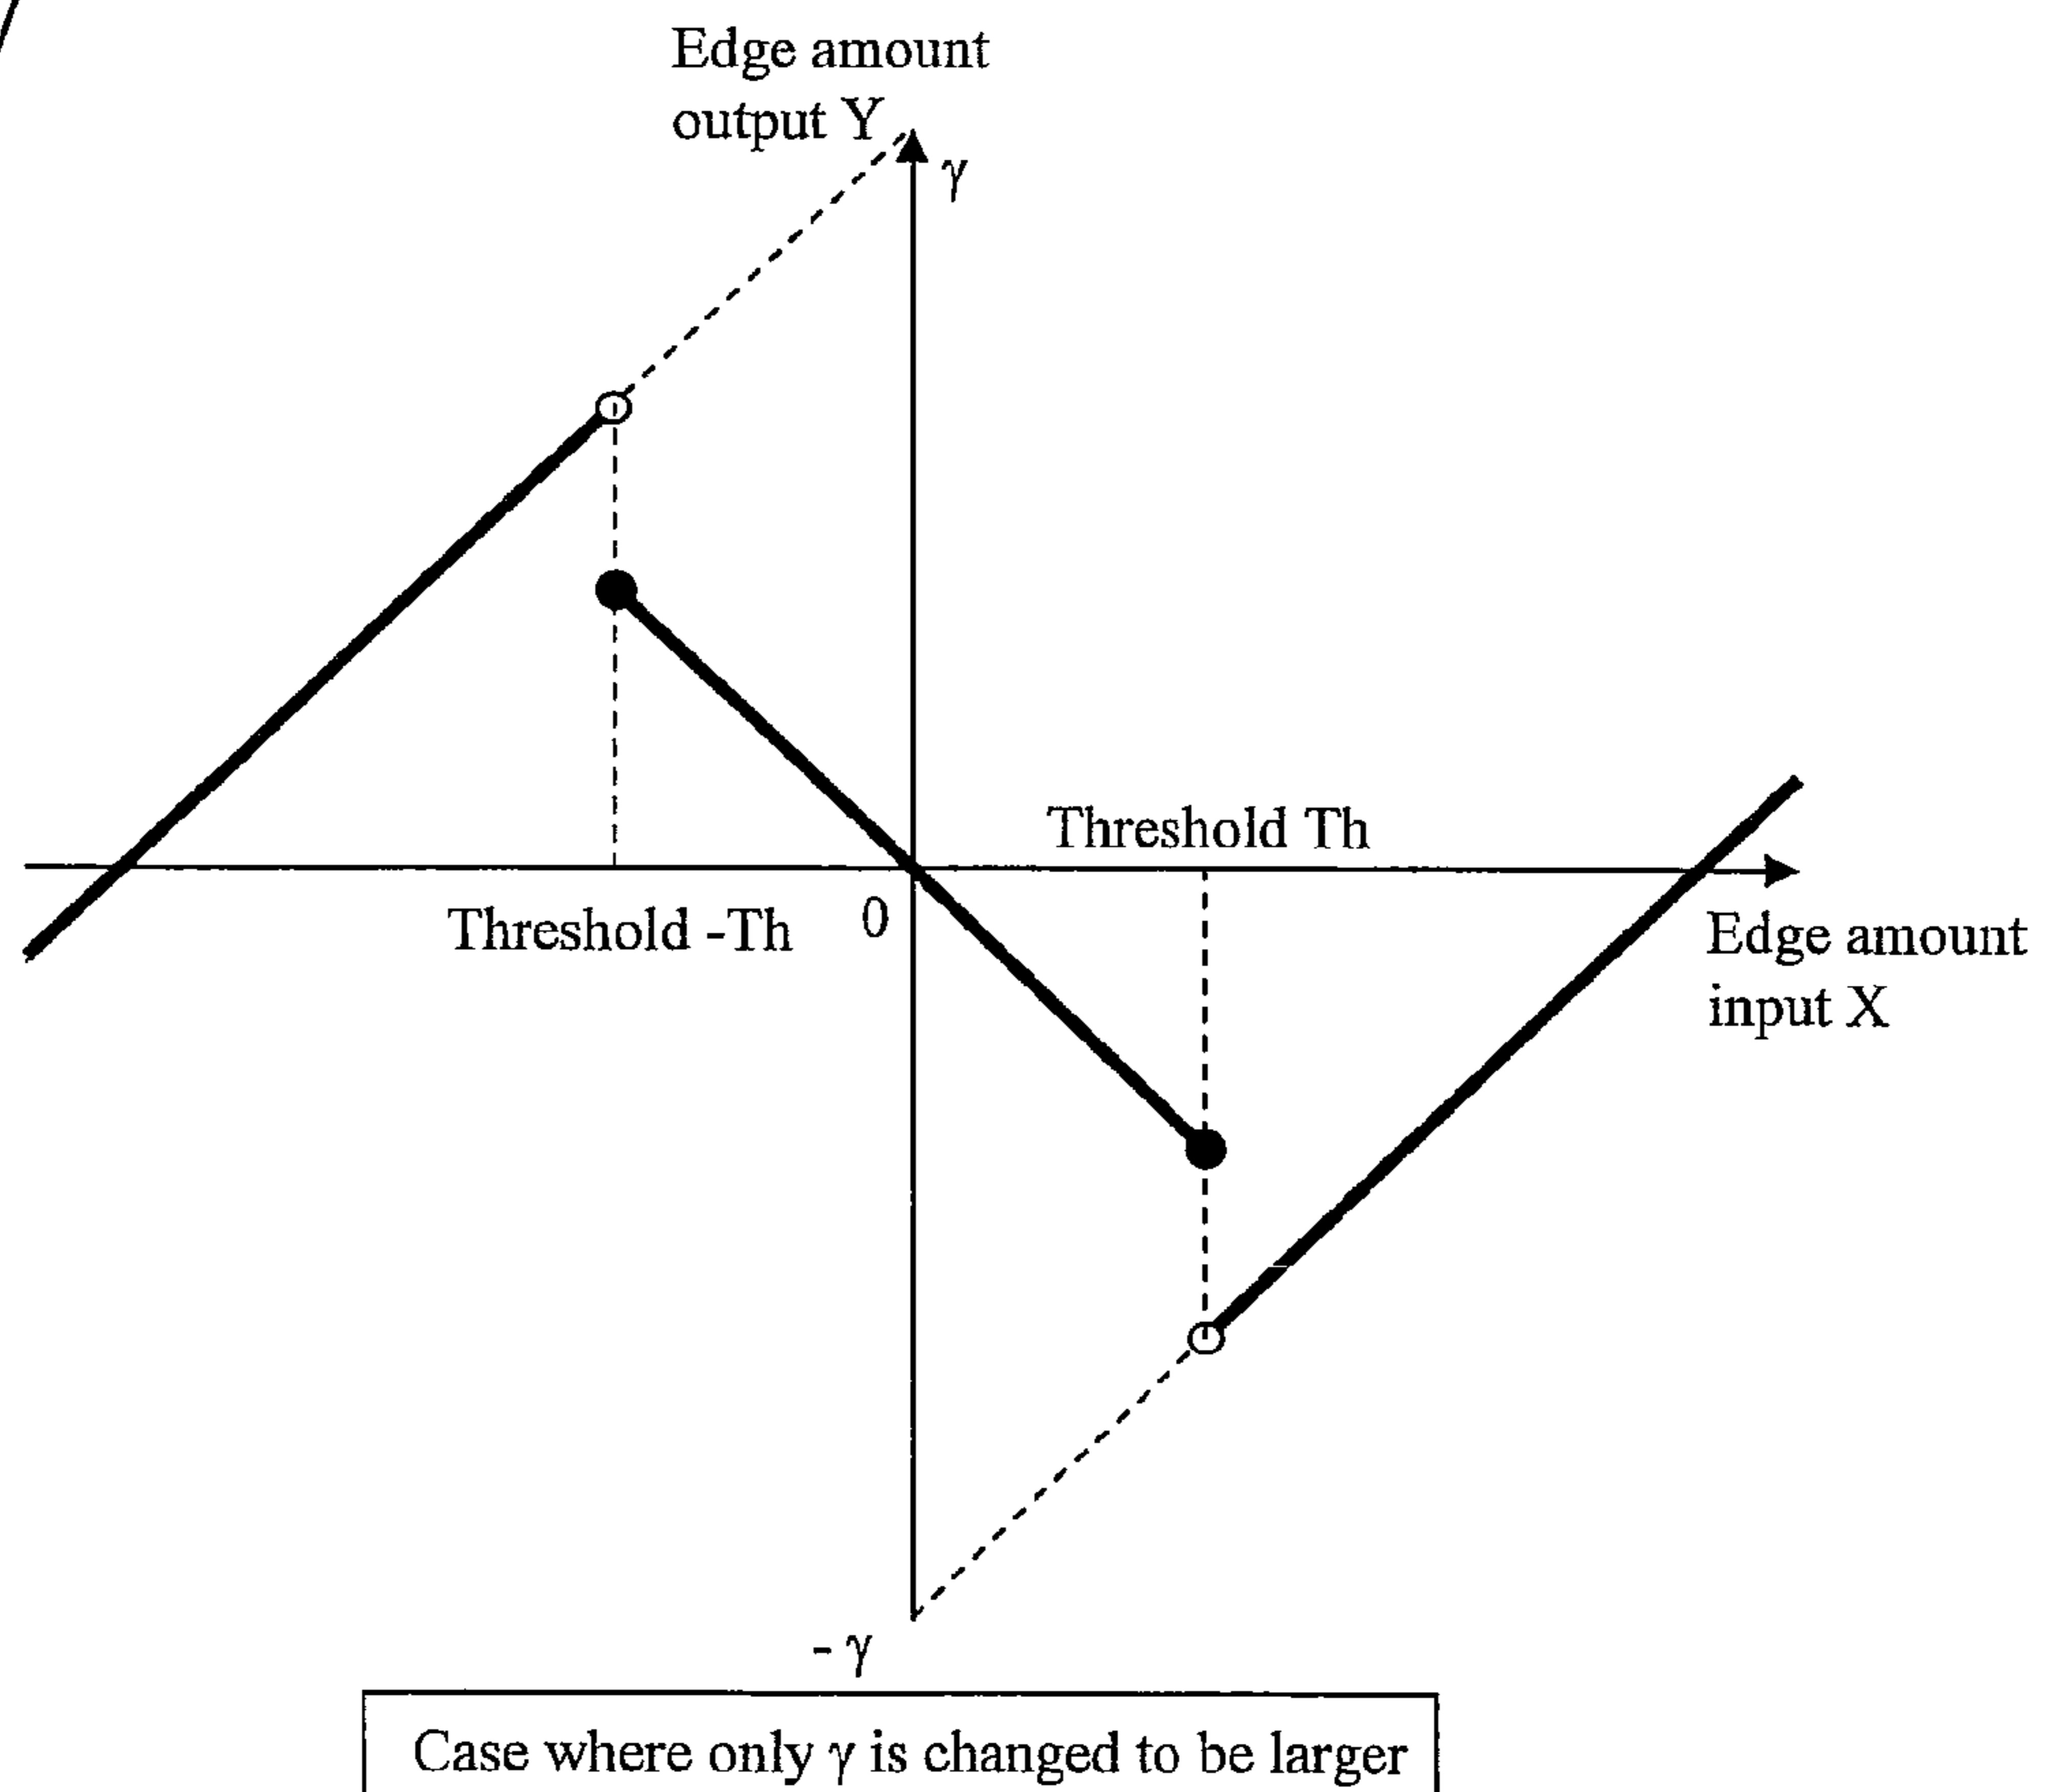 Edge amount
output Y
γ
Threshold Th
Threshold -Th
0
Edge amount
input X
- γ
Case where only γ is changed to be larger